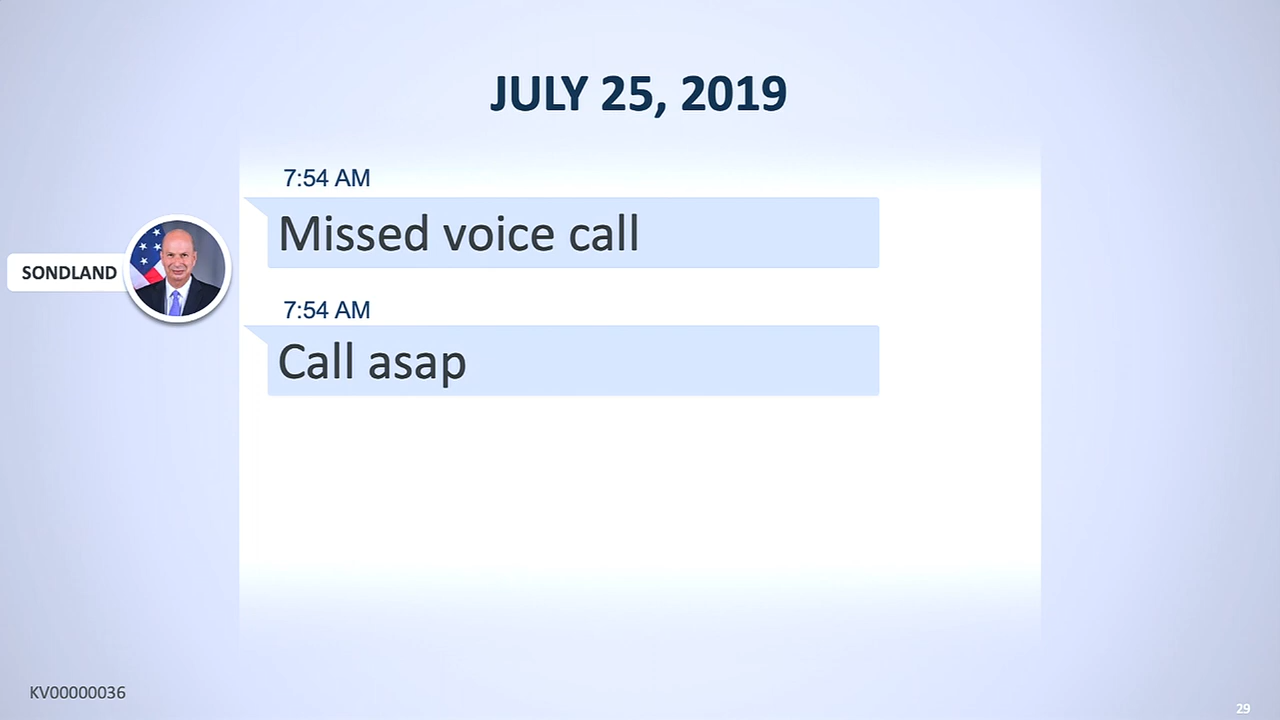 JULY 25, 2019
7:54 AM
Missed voice call
SONDLAND
7:54 AM
Call asap
KV00000036
29